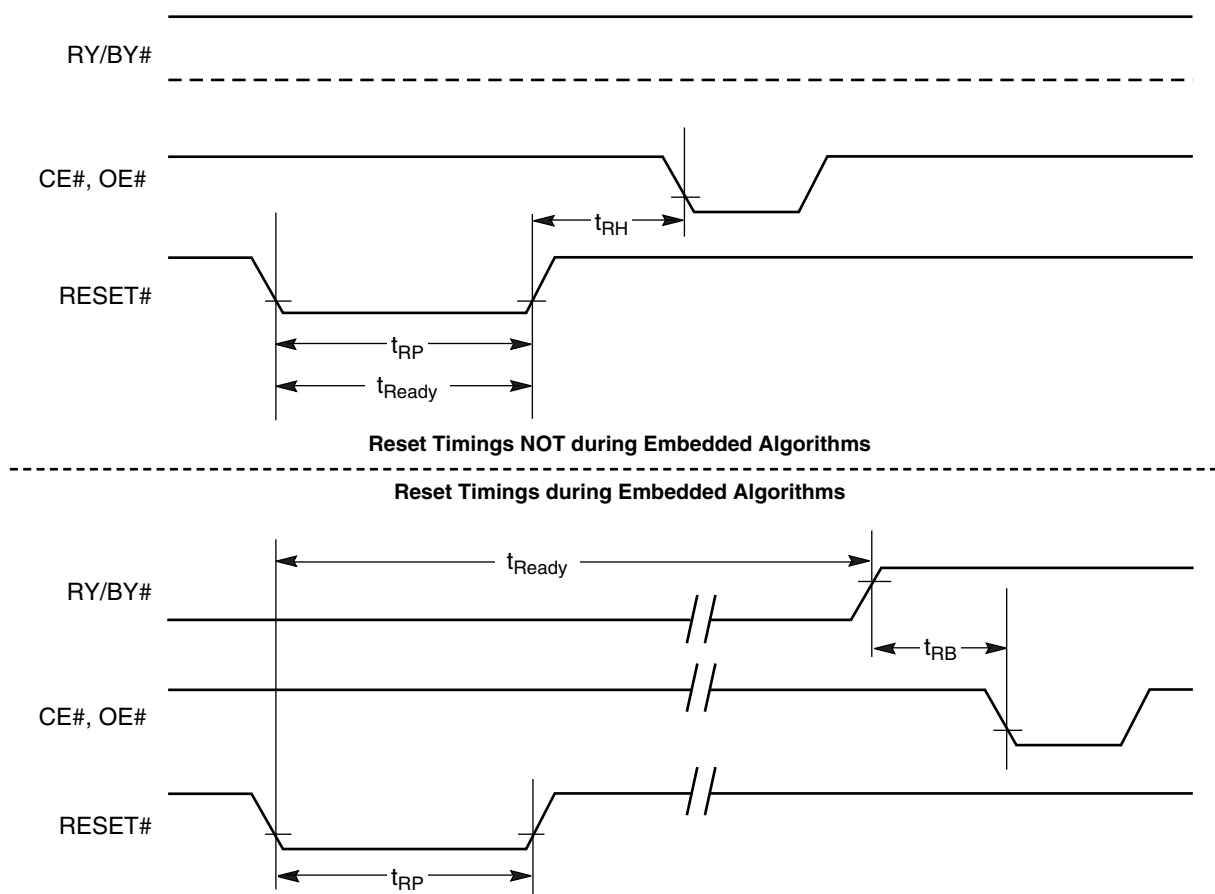 RY/BY#
CE#, OE#
tRH
RESET#
tRP
tReady
Reset Timings NOT during Embedded Algorithms
Reset Timings during Embedded Algorithms
tReady
RY/BY#
tRB
CE#, OE#
RESET#
tRP